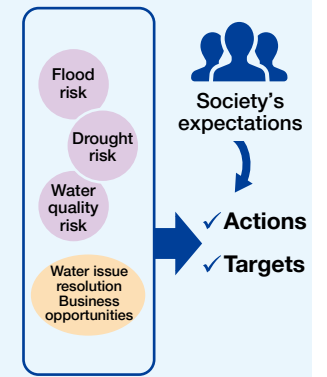 Flood
risk
Drought
risk
Water
quality
risk
Water issue
resolution
Business
opportunities
Society's
expectations
✓ Actions
✓ Targets